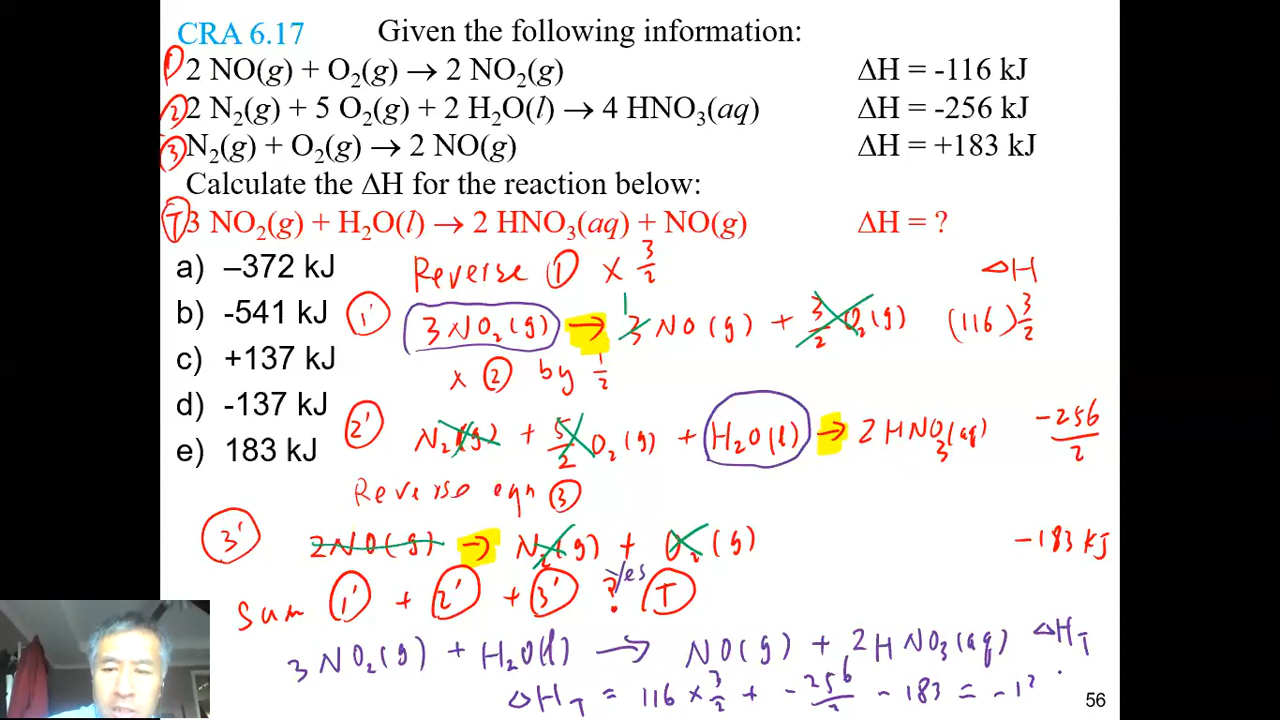 CRA 6.17 Given the following information:
① 2 NO(g) + O₂(g) → 2 NO₂(g) ΔH = -116 kJ
② 2 N₂(g) + 5 O₂(g) + 2 H₂O(l) → 4 HNO₃(aq) ΔH = -256 kJ
③ N₂(g) + O₂(g) → 2 NO(g) ΔH = +183 kJ
Calculate the ΔH for the reaction below:
Ⓣ 3 NO₂(g) + H₂O(l) → 2 HNO₃(aq) + NO(g) ΔH = ?
a) –372 kJ
b) -541 kJ
c) +137 kJ
d) -137 kJ
e) 183 kJ
Reverse ① × 3/2 ΔH
①' 3NO₂(g) → 1 3 NO(g) + 3/2 O₂(g) (116) 3/2
× ② by 1/2
②' N₂(g) + 5/2 O₂(g) + H₂O(l) → 2 HNO₃(aq) -256/2
Reverse eqn ③
③' 2NO(g) → N₂(g) + O₂(g) -183 kJ
Sum ①' + ②' + ③' ? Yes Ⓣ
3 NO₂(g) + H₂O(l) → NO(g) + 2HNO₃(aq) ΔH_T
ΔH_T = 116 × 3/2 + -256/2 - 183 = -13
56